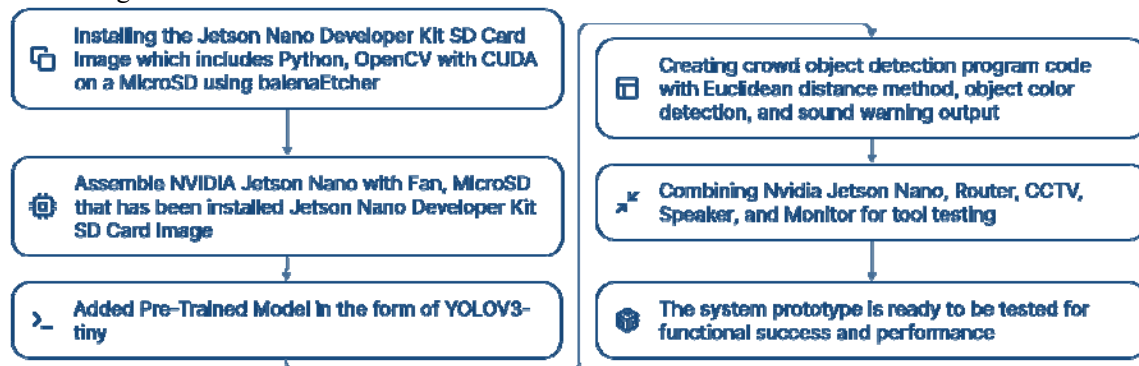 Installing the Jetson Nano Developer Kit SD Card
Image which includes Python, OpenCV with CUDA
on a MicroSD using balenaEtcher
Assemble NVIDIA Jetson Nano with Fan, MicroSD
that has been installed Jetson Nano Developer Kit
SD Card Image
Added Pre-Trained Model in the form of YOLOV3-
tiny
Creating crowd object detection program code
with Euclidean distance method, object color
detection, and sound warning output
Combining Nvidia Jetson Nano, Router, CCTV,
Speaker, and Monitor for tool testing
The system prototype is ready to be tested for
functional success and performance